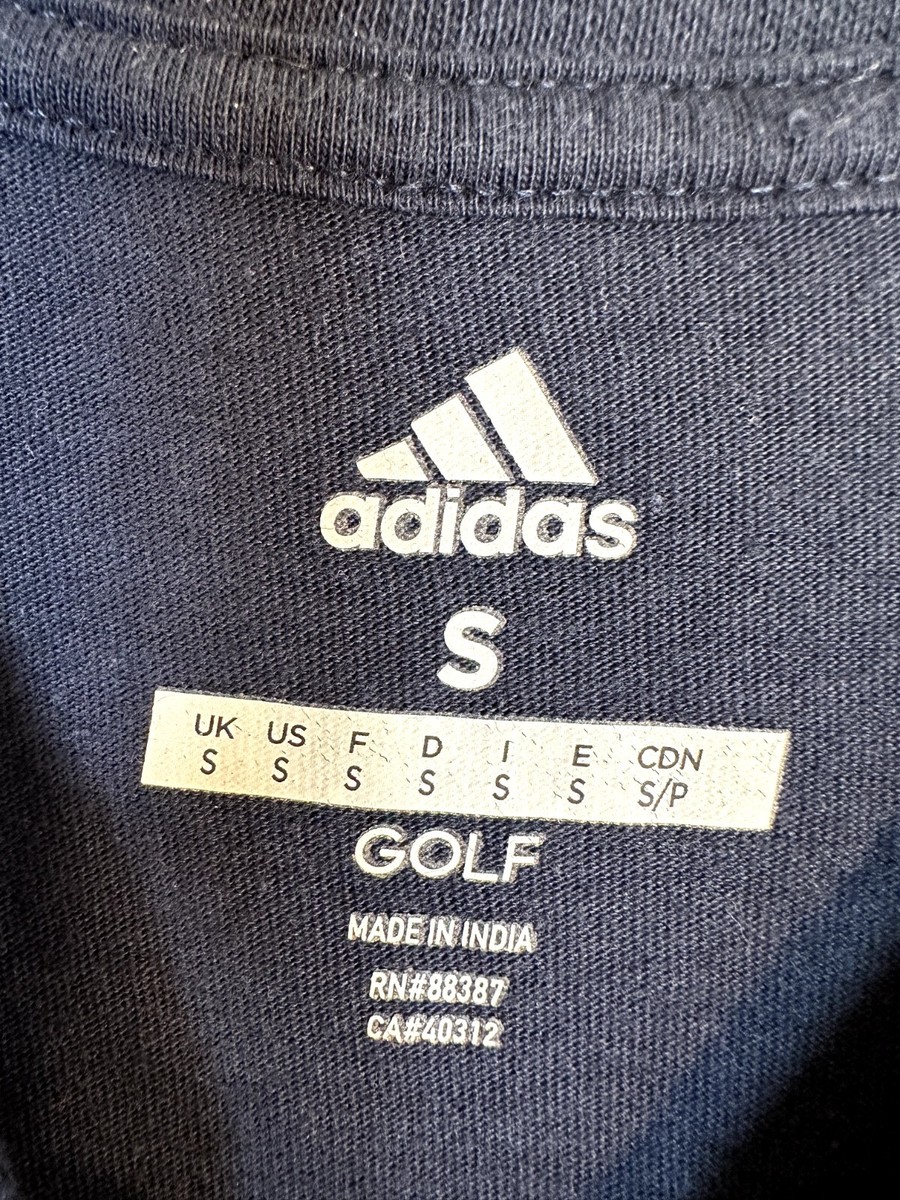 adidas
S
UK US F D I E CDN
S S S S S S S/P
GOLF
MADE IN INDIA
RN#88387
CA#40312